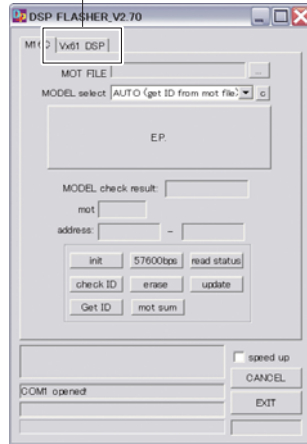 DSP FLASHER_V2.70
Vx61 DSP
MOT FILE ...
MODEL select AUTO (get ID from mot file) c
E.P.
MODEL check result:
mot
address: -
init 57600bps read status
check ID erase update
Get ID mot sum
speed up
CANCEL
COM1 opened!
EXIT